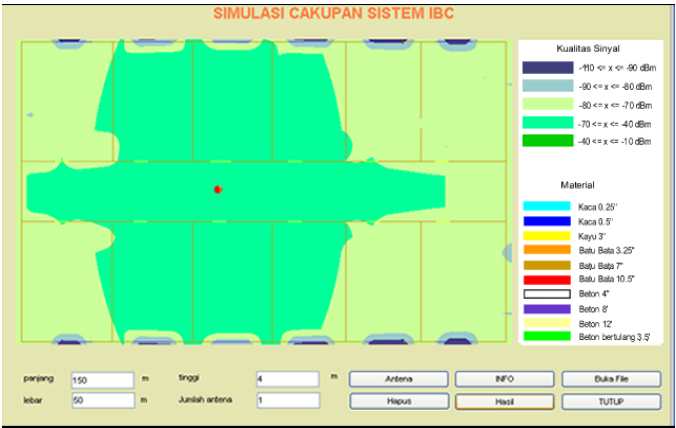 SIMULASI CAKUPAN SISTEM IBC
Kualitas Sinyal
-110 <= x <= -90 dBm
-90 <= x <= -80 dBm
-80 <= x <= -70 dBm
-70 <= x <= -40 dBm
-40 <= x <= -10 dBm
Material
Kaca 0.25"
Kaca 0.5"
Kayu 3"
Batu Bata 3.25"
Batu Bata 7"
Batu Bata 10.5"
Beton 4"
Beton 8'
Beton 12'
Beton bertulang 3.5'
panjang 150 m tinggi 4 m Antena INFO Buka File
lebar 50 m Jumlah antena 1 Hapus Hasil TUTUP